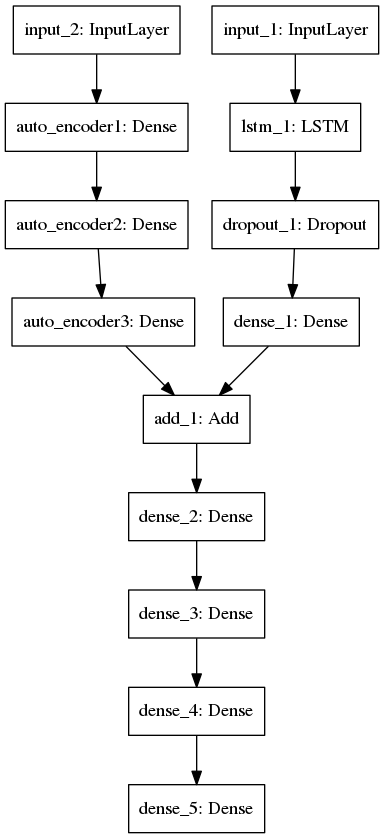 input_2: InputLayer
input_1: InputLayer
auto_encoder1: Dense
lstm_1: LSTM
auto_encoder2: Dense
dropout_1: Dropout
auto_encoder3: Dense
dense_1: Dense
add_1: Add
dense_2: Dense
dense_3: Dense
dense_4: Dense
dense_5: Dense